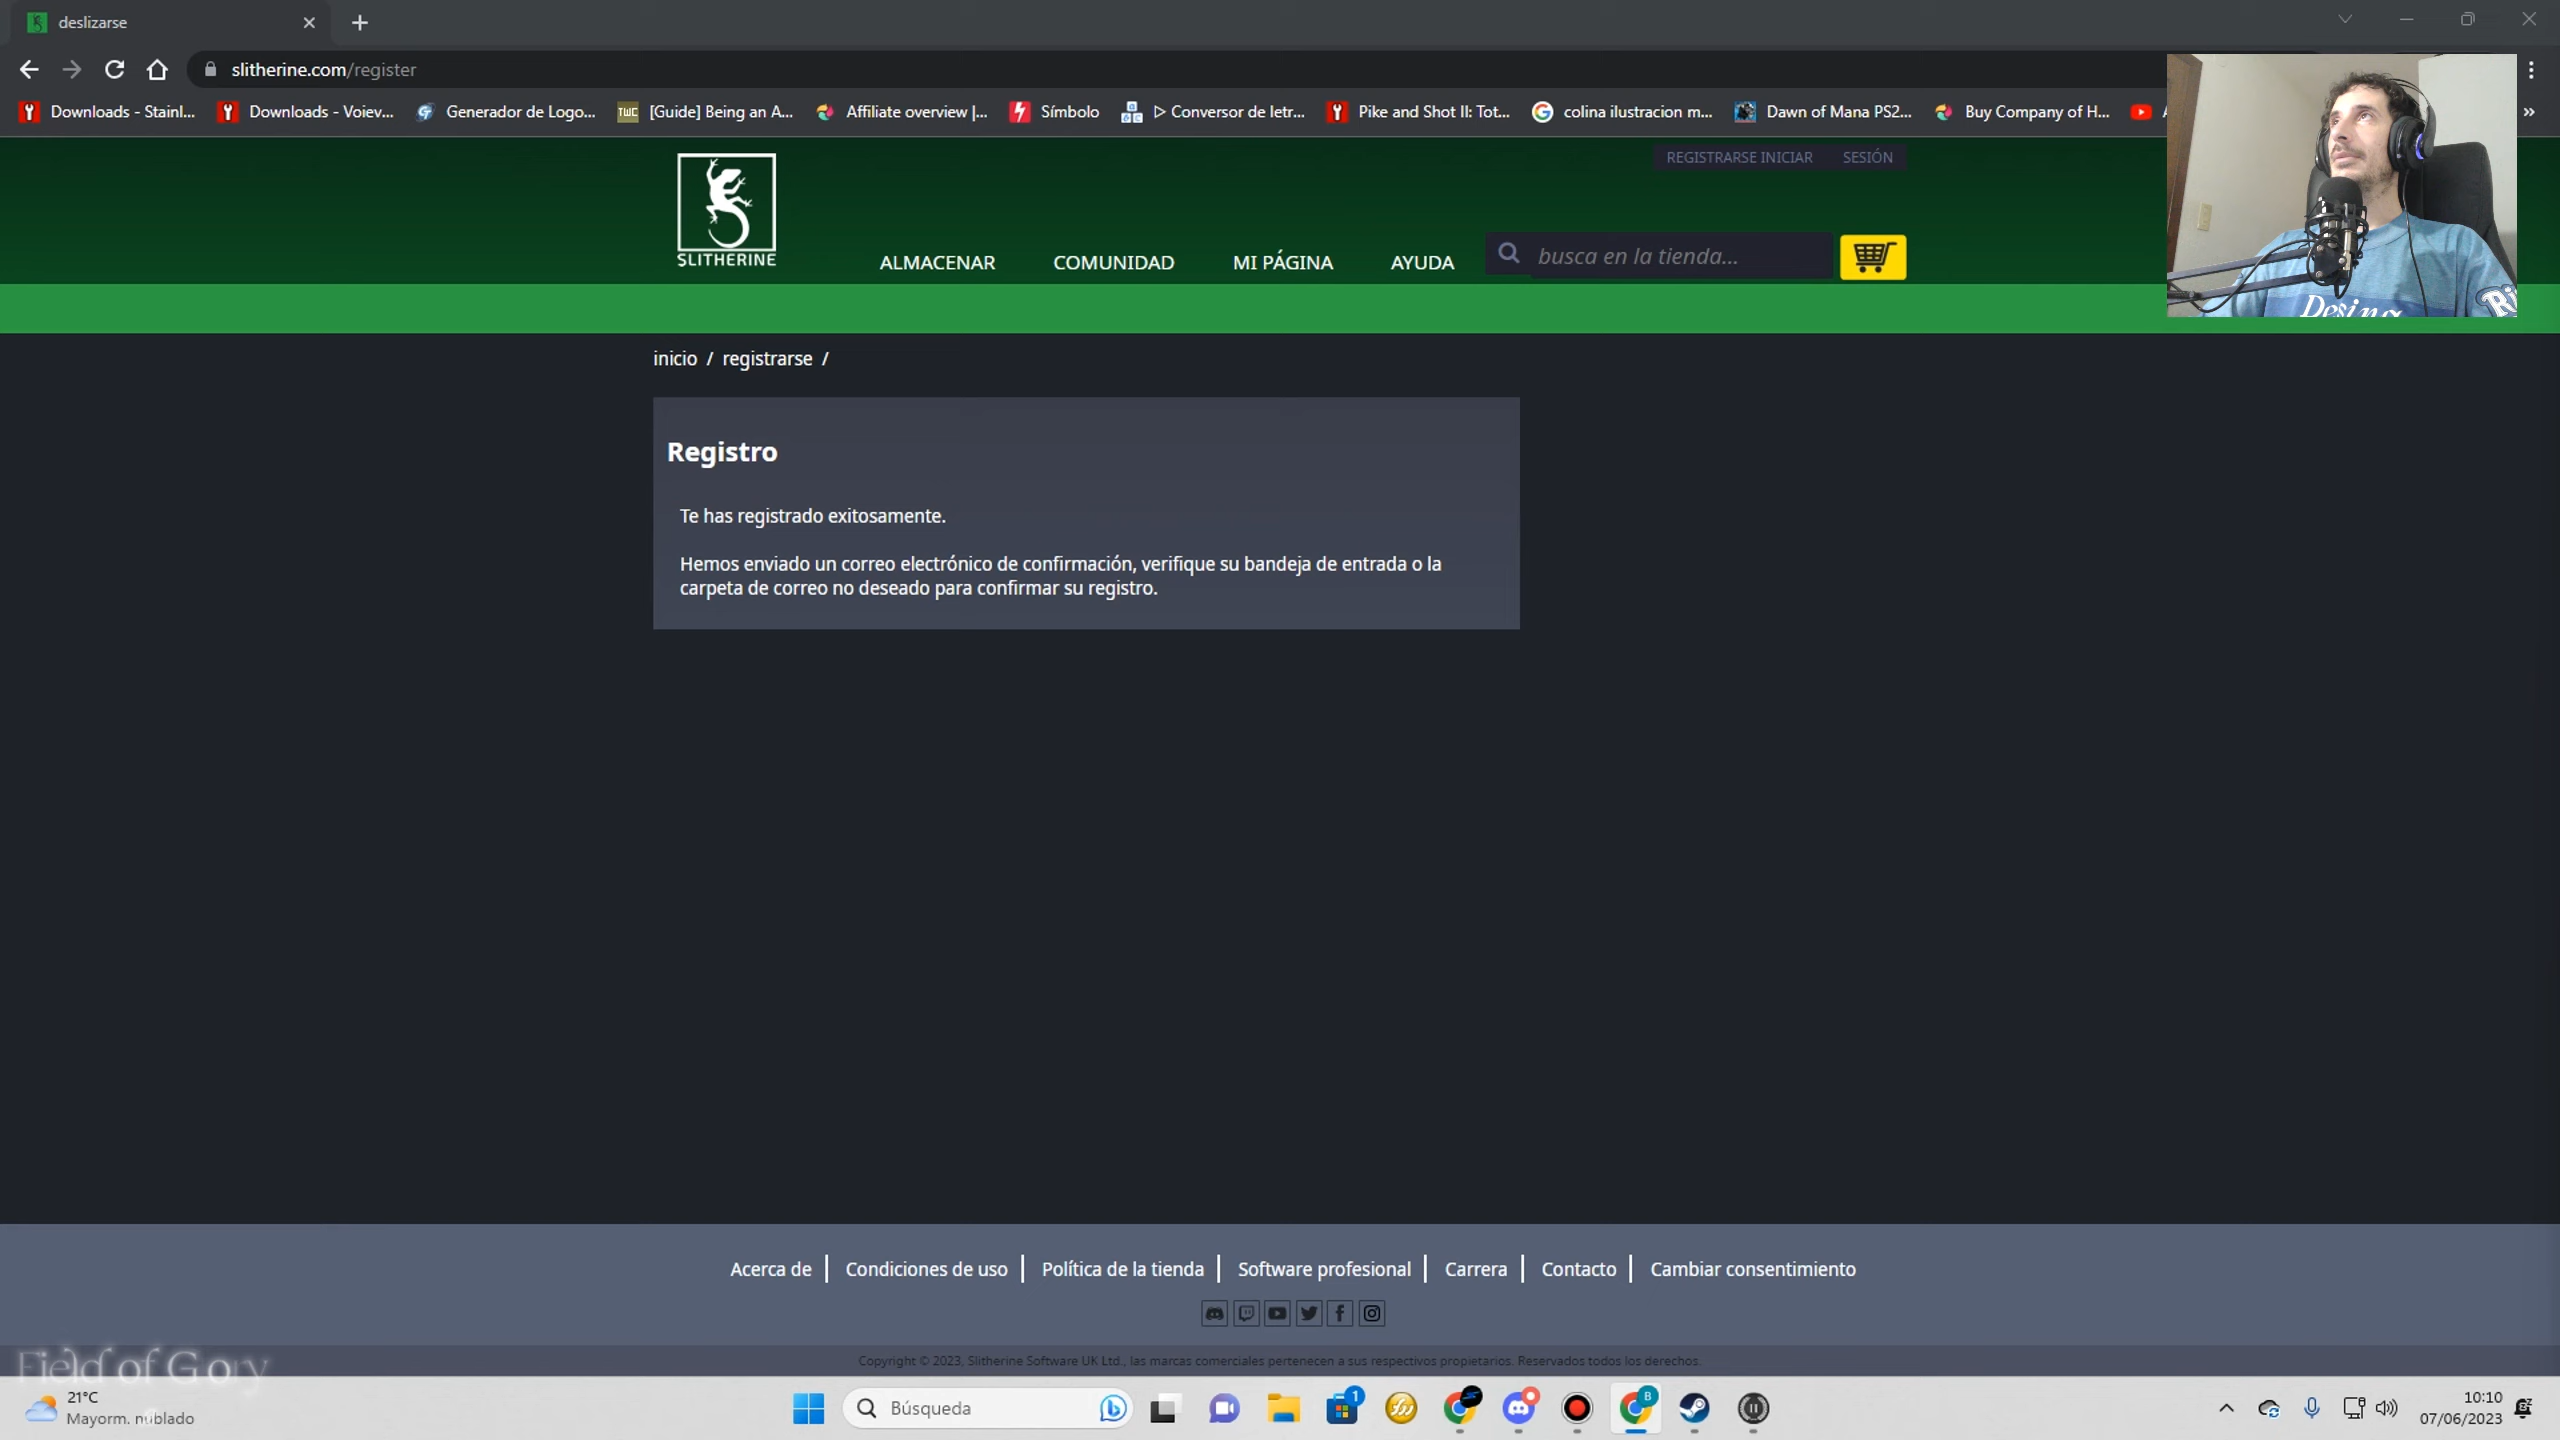 deslizarse
slitherine.com/register
Downloads - Stainl...
Downloads - Voiev...
Generador de Logo...
TWC
[Guide] Being an A...
Affiliate overview |...
Símbolo
Conversor de letr...
Pike and Shot II: Tot...
colina ilustracion m...
Dawn of Mana PS2...
Buy Company of H...
REGISTRARSE INICIAR SESIÓN
SLITHERINE
ALMACENAR
COMUNIDAD
MI PÁGINA
AYUDA
busca en la tienda...
Desing
inicio / registrarse /
Registro
Te has registrado exitosamente.
Hemos enviado un correo electrónico de confirmación, verifique su bandeja de entrada o la
carpeta de correo no deseado para confirmar su registro.
Acerca de
Condiciones de uso
Política de la tienda
Software profesional
Carrera
Contacto
Cambiar consentimiento
Copyright © 2023, Slitherine Software UK Ltd., las marcas comerciales pertenecen a sus respectivos propietarios. Reservados todos los derechos.
21°C
Mayorm. nublado
Búsqueda
1
B
10:10
07/06/2023